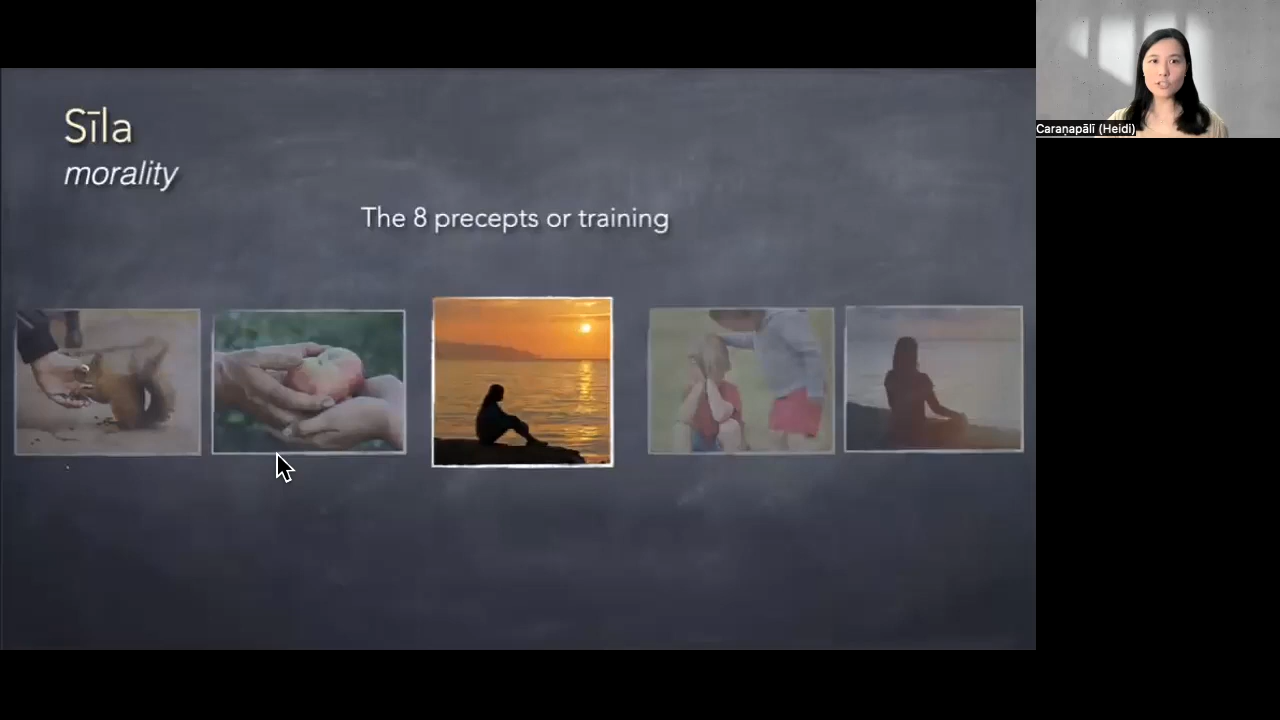 Sīla
morality
The 8 precepts or training
Caraṇapālī (Heidi)